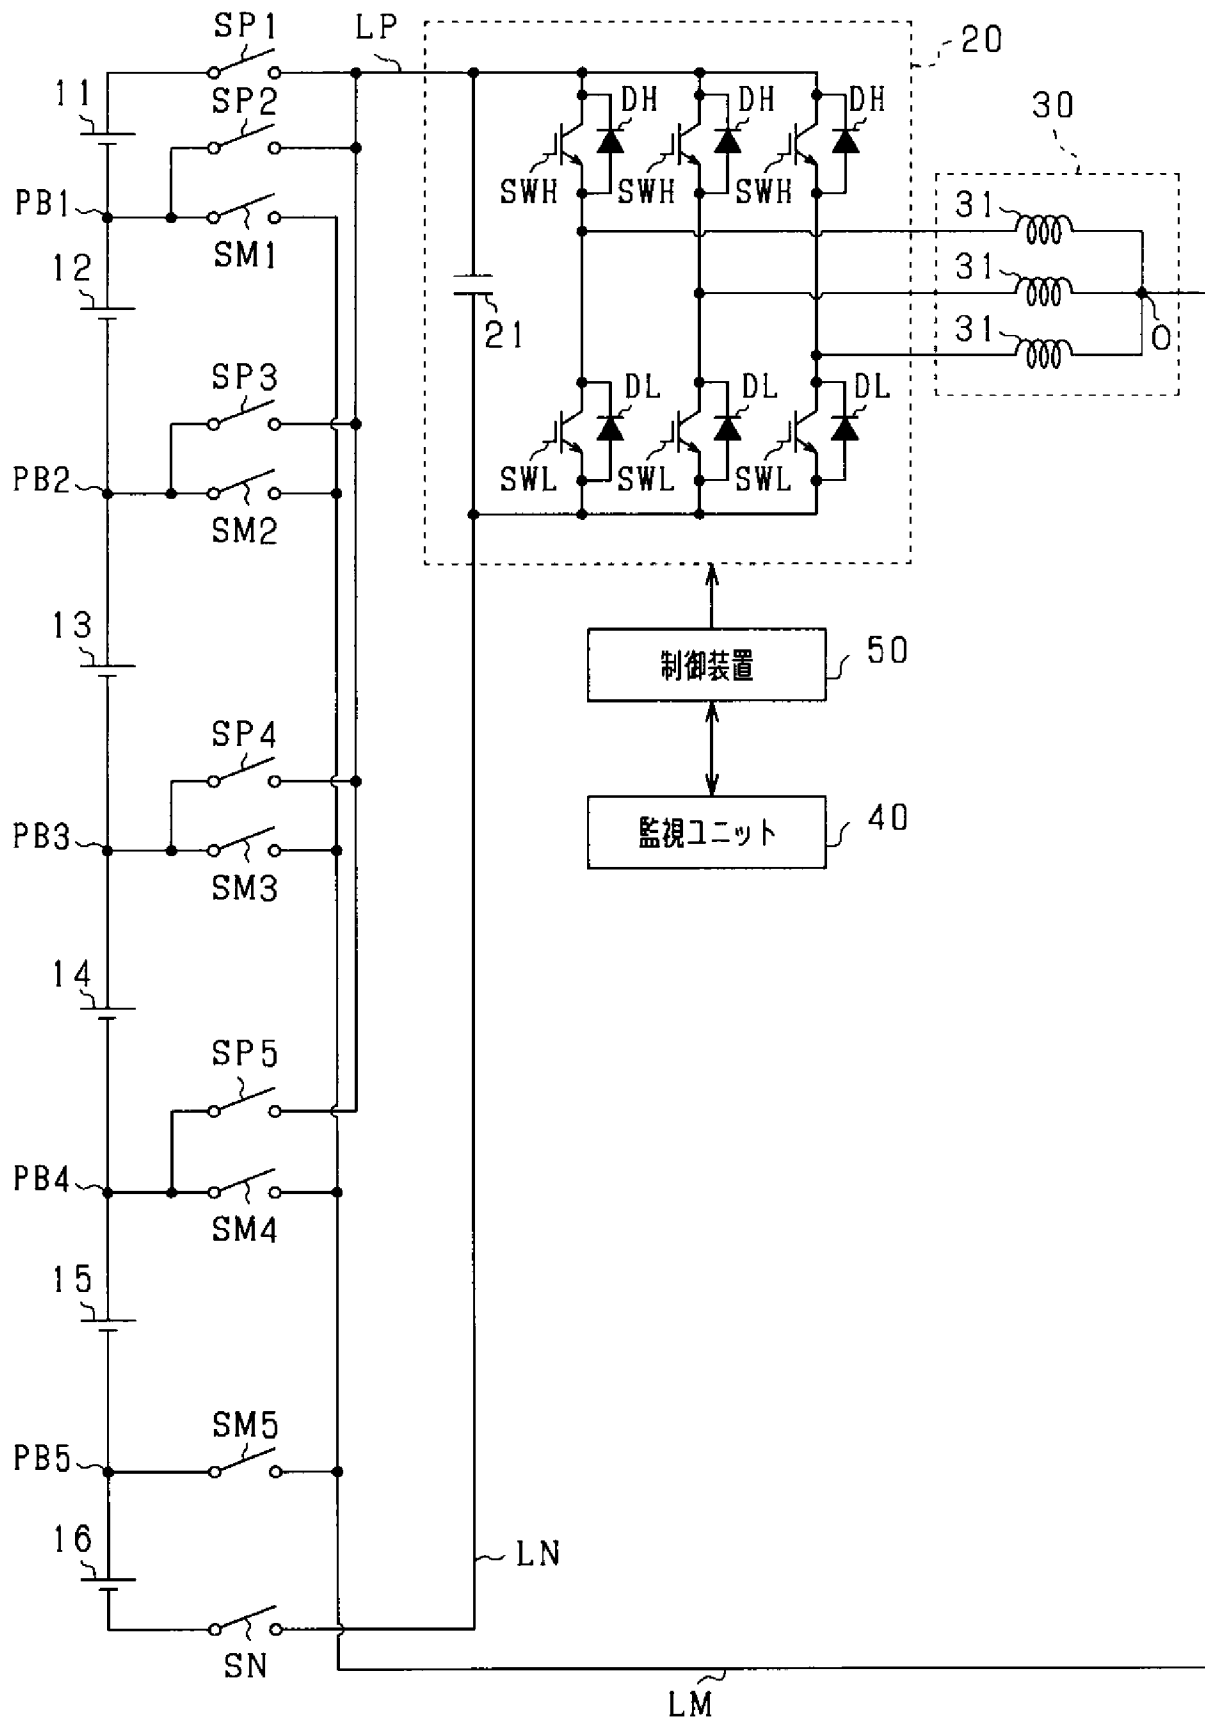 SP1
LP
20
11
SP2
DH
DH
DH
30
SWH
SWH
SWH
PB1
31
SM1
12
31
21
31
O
SP3
DL
DL
DL
PB2
SWL
SWL
SWL
SM2
13
制御装置
50
SP4
PB3
監視ユニット
40
SM3
14
SP5
PB4
SM4
15
SM5
PB5
16
LN
SN
LM